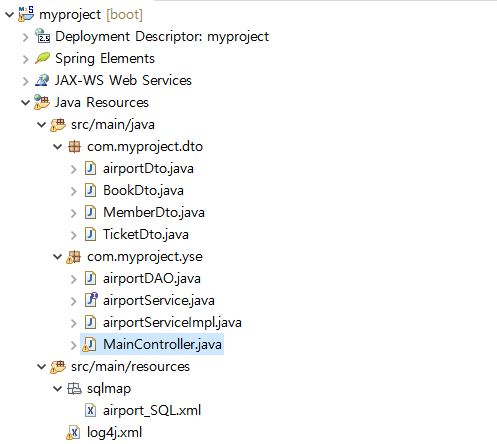 myproject [boot]
Deployment Descriptor: myproject
Spring Elements
JAX-WS Web Services
Java Resources
src/main/java
com.myproject.dto
airportDto.java
BookDto.java
MemberDto.java
TicketDto.java
com.myproject.yse
airportDAO.java
airportService.java
airportServiceImpl.java
MainController.java
src/main/resources
sqlmap
airport_SQL.xml
log4j.xml